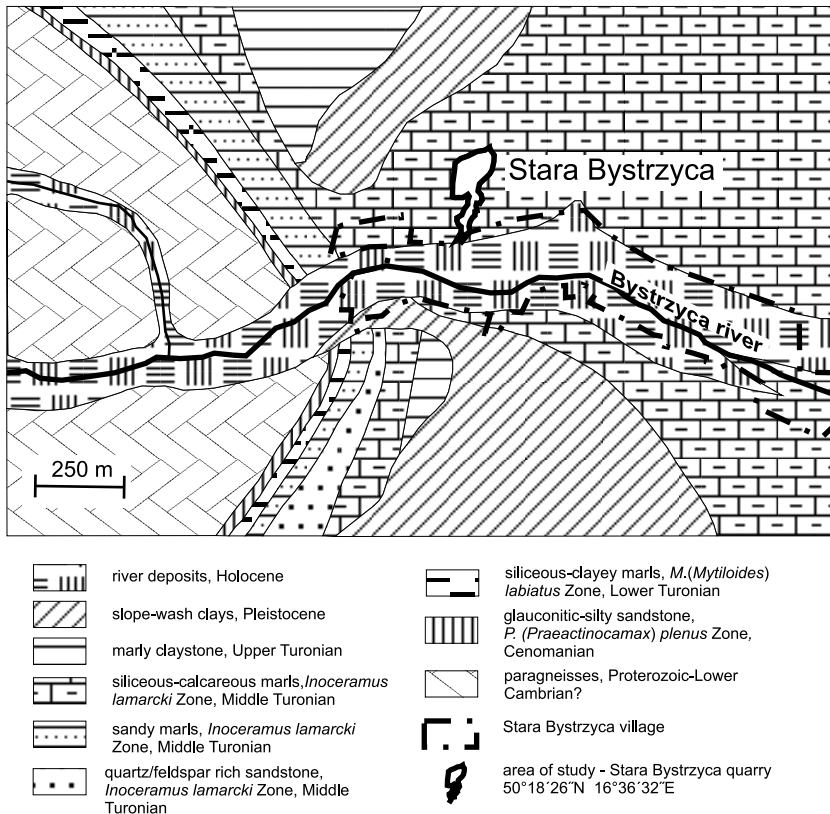 Stara Bystrzyca
Bystrzyca river
250 m
river deposits, Holocene
slope-wash clays, Pleistocene
marly claystone, Upper Turonian
siliceous-calcareous marls,Inoceramus
lamarcki Zone, Middle Turonian
sandy marls, Inoceramus lamarcki
Zone, Middle Turonian
quartz/feldspar rich sandstone,
Inoceramus lamarcki Zone, Middle
Turonian
siliceous-clayey marls, M.(Mytiloides)
labiatus Zone, Lower Turonian
glauconitic-silty sandstone,
P. (Praeactinocamax) plenus Zone,
Cenomanian
paragneisses, Proterozoic-Lower
Cambrian?
Stara Bystrzyca village
area of study - Stara Bystrzyca quarry
50°18´26˝N 16°36´32˝E